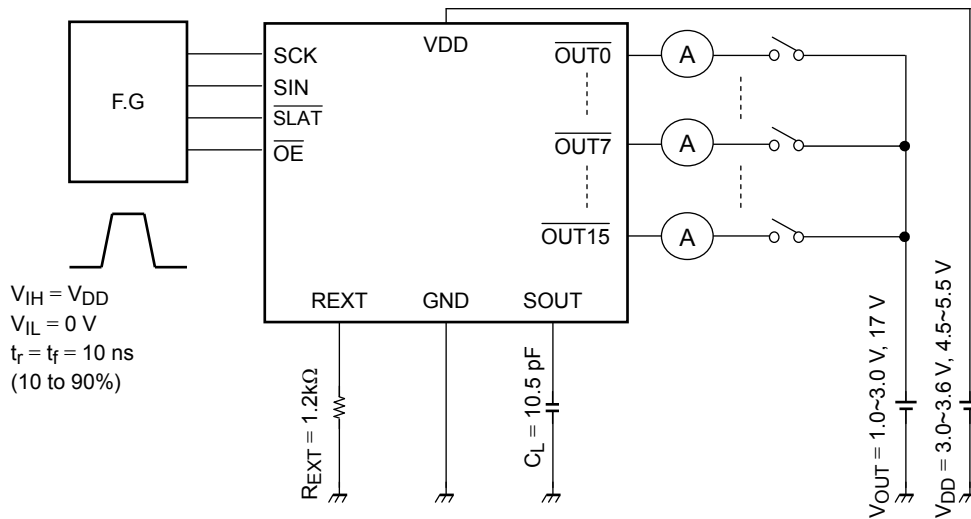 F.G
SCK
SIN
SLAT
OE
VDD
OUT0
OUT7
OUT15
A
A
A
REXT
GND
SOUT
VIH = VDD
VIL = 0 V
tr = tf = 10 ns
(10 to 90%)
REXT = 1.2kΩ
CL = 10.5 pF
VOUT = 1.0~3.0 V, 17 V
VDD = 3.0~3.6 V, 4.5~5.5 V